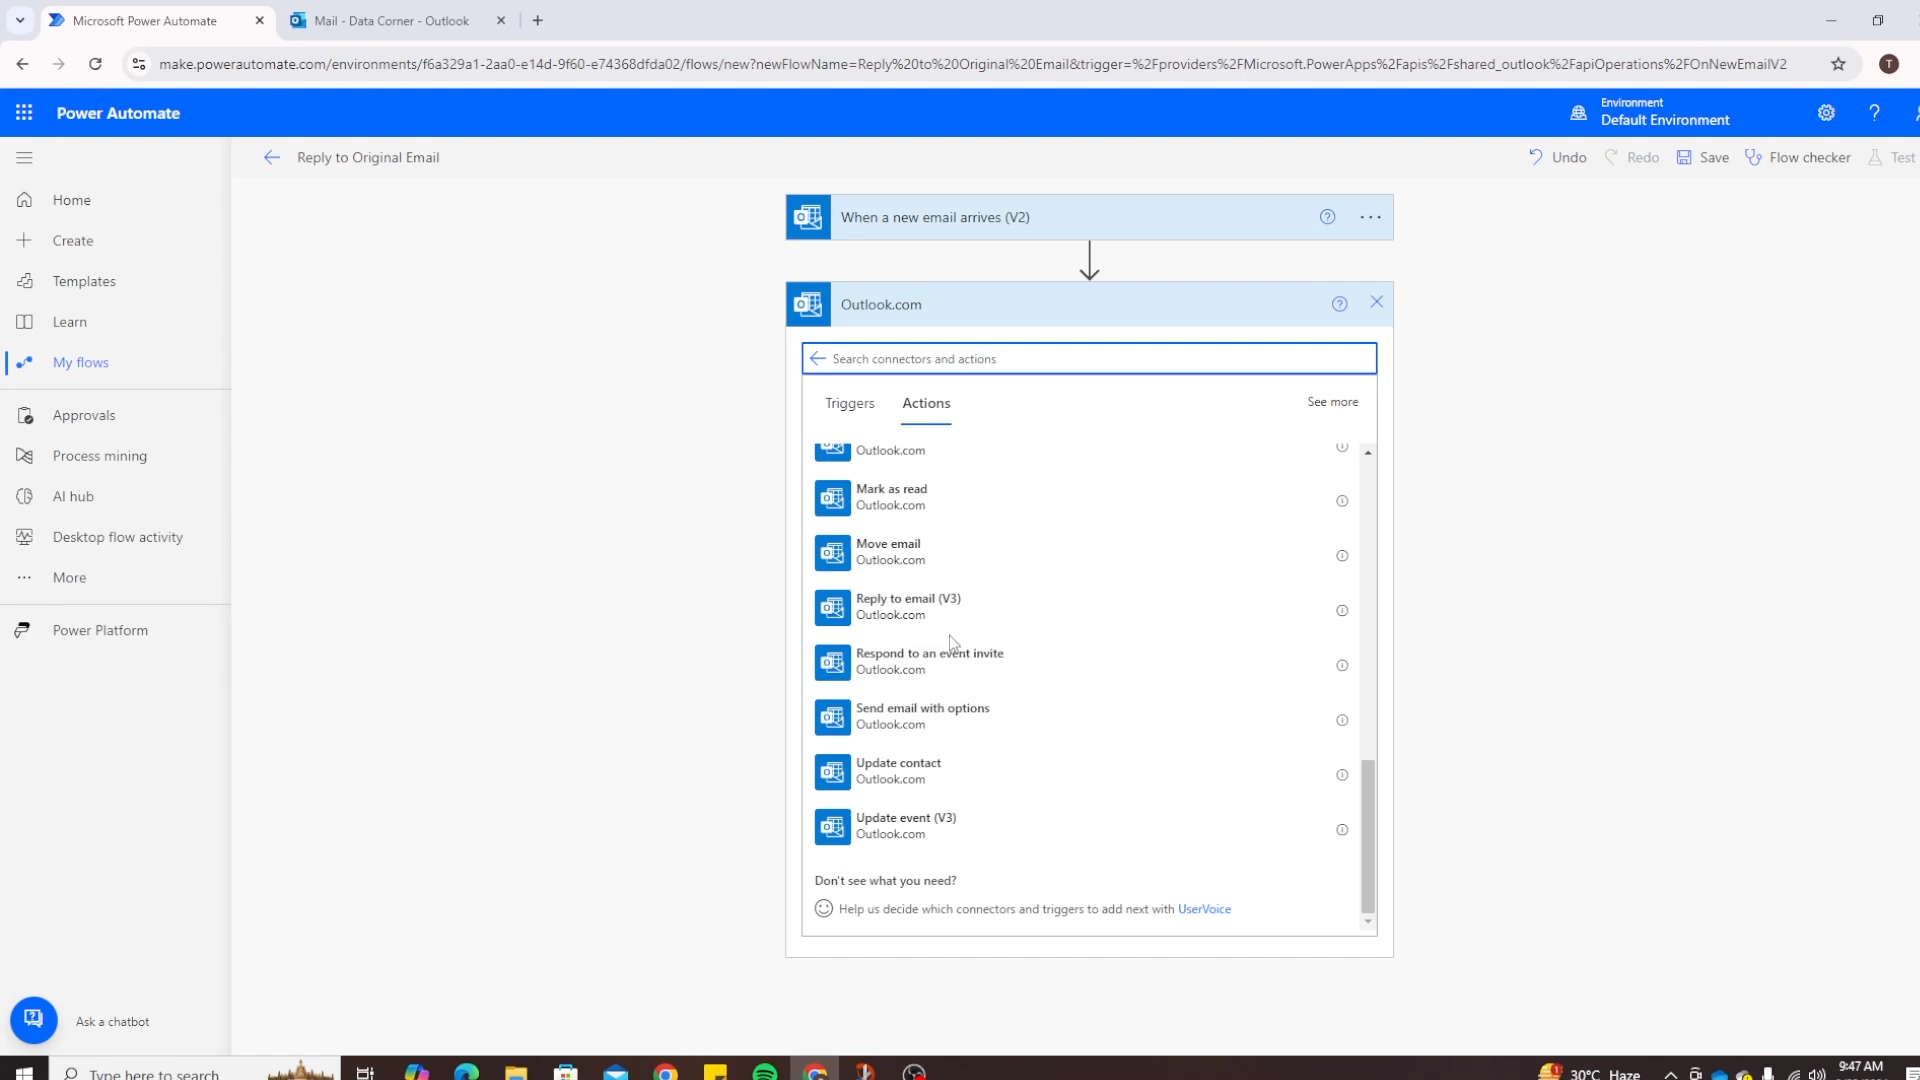 Microsoft Power Automate
Mail - Data Corner - Outlook
make.powerautomate.com/environments/f6a329a1-2aa0-e14d-9f60-e74368dfda02/flows/new?newFlowName=Reply%20to%20Original%20Email&trigger=%2Fproviders%2FMicrosoft.PowerApps%2Fapis%2Fshared_outlook%2FapiOperations%2FOnNewEmailV2
T
Power Automate
Environment
Default Environment
Reply to Original Email
Undo
Redo
Save
Flow checker
Test
Home
Create
Templates
Learn
My flows
Approvals
Process mining
AI hub
Desktop flow activity
More
Power Platform
Ask a chatbot
When a new email arrives (V2)
Outlook.com
Search connectors and actions
Triggers
Actions
See more
Outlook.com
Mark as read
Outlook.com
Move email
Outlook.com
Reply to email (V3)
Outlook.com
Respond to an event invite
Outlook.com
Send email with options
Outlook.com
Update contact
Outlook.com
Update event (V3)
Outlook.com
Don't see what you need?
Help us decide which connectors and triggers to add next with UserVoice
Type here to search
30°C Haze
9:47 AM